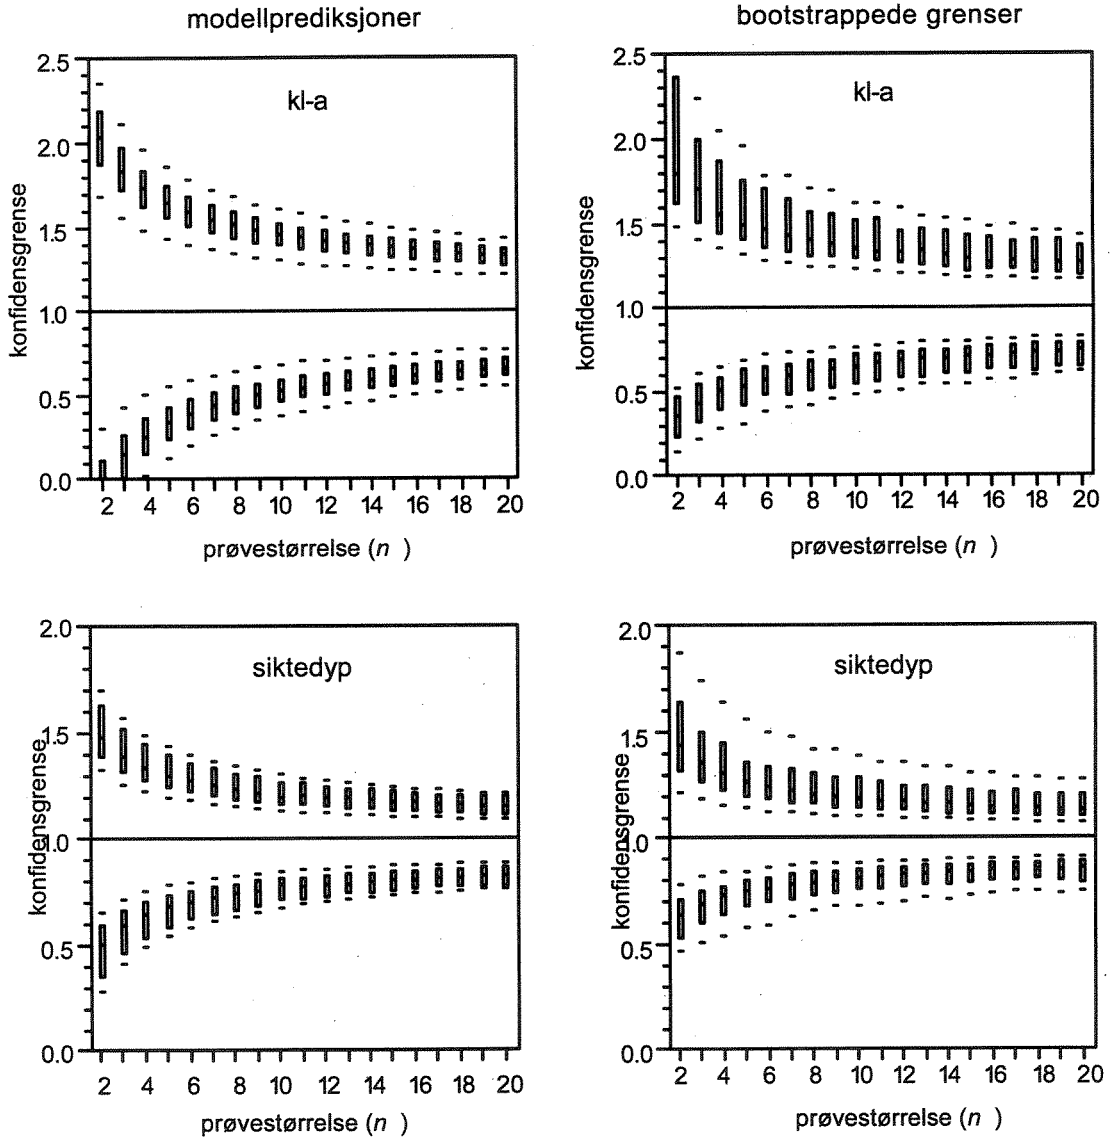 modellprediksjoner
bootstrappede grenser
kl-a
konfidensgrense
2.5
2.0
1.5
1.0
0.5
0.0
2 4 6 8 10 12 14 16 18 20
prøvestørrelse (n )
kl-a
konfidensgrense
2.5
2.0
1.5
1.0
0.5
0.0
2 4 6 8 10 12 14 16 18 20
prøvestørrelse (n )
siktedyp
konfidensgrense
2.0
1.5
1.0
0.5
0.0
2 4 6 8 10 12 14 16 18 20
prøvestørrelse (n )
siktedyp
konfidensgrense
2.0
1.5
1.0
0.5
0.0
2 4 6 8 10 12 14 16 18 20
prøvestørrelse (n )